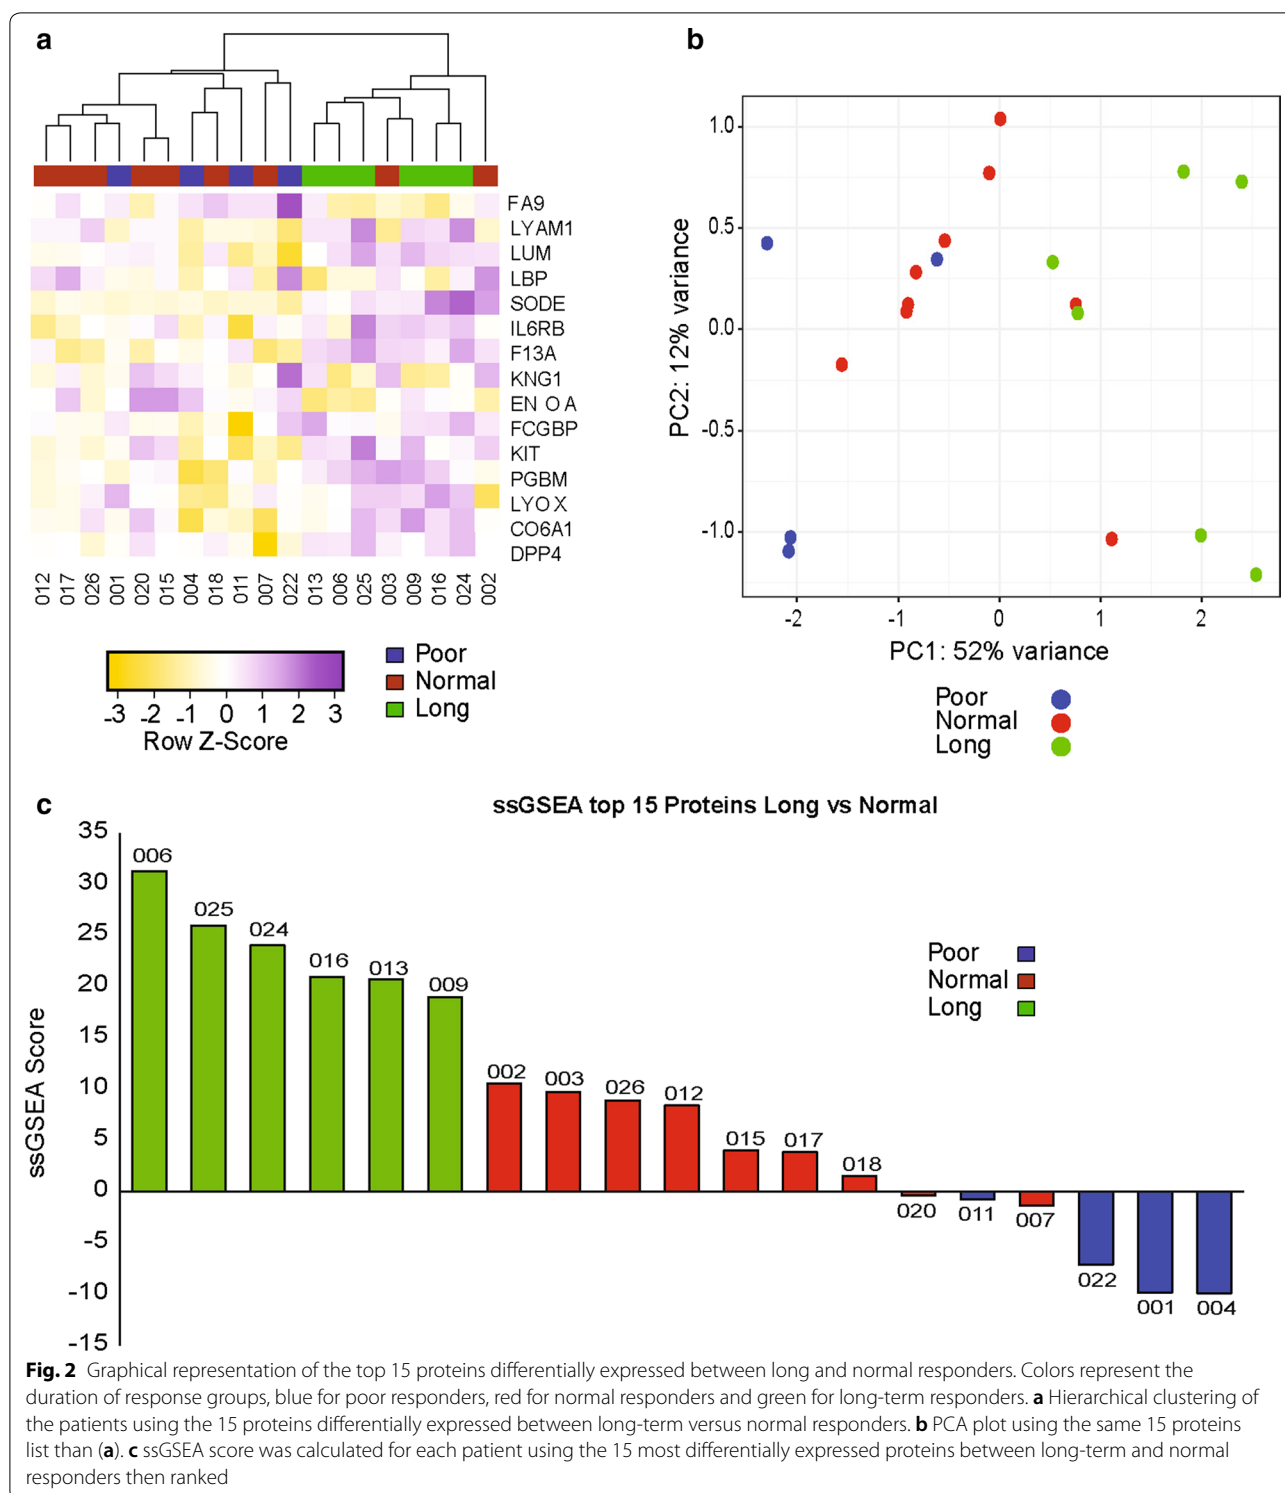 a
FA9
LYAM1
LUM
LBP
SODE
IL6RB
F13A
KNG1
EN O A
FCGBP
KIT
PGBM
LYO X
CO6A1
DPP4
012 017 026 001 020 015 004 018 011 007 022 013 006 025 003 009 016 024 002
-3 -2 -1 0 1 2 3
Row Z-Score
Poor
Normal
Long
b
PC2: 12% variance
1.0
0.5
0.0
-0.5
-1.0
-2 -1 0 1 2
PC1: 52% variance
Poor
Normal
Long
c
ssGSEA top 15 Proteins Long vs Normal
ssGSEA Score
35
30
25
20
15
10
5
0
-5
-10
-15
006
025
024
016
013
009
002
003
026
012
015
017
018
020
011
007
022
001
004
Poor
Normal
Long
Fig. 2 Graphical representation of the top 15 proteins differentially expressed between long and normal responders. Colors represent the
duration of response groups, blue for poor responders, red for normal responders and green for long-term responders. a Hierarchical clustering of
the patients using the 15 proteins differentially expressed between long-term versus normal responders. b PCA plot using the same 15 proteins
list than (a). c ssGSEA score was calculated for each patient using the 15 most differentially expressed proteins between long-term and normal
responders then ranked